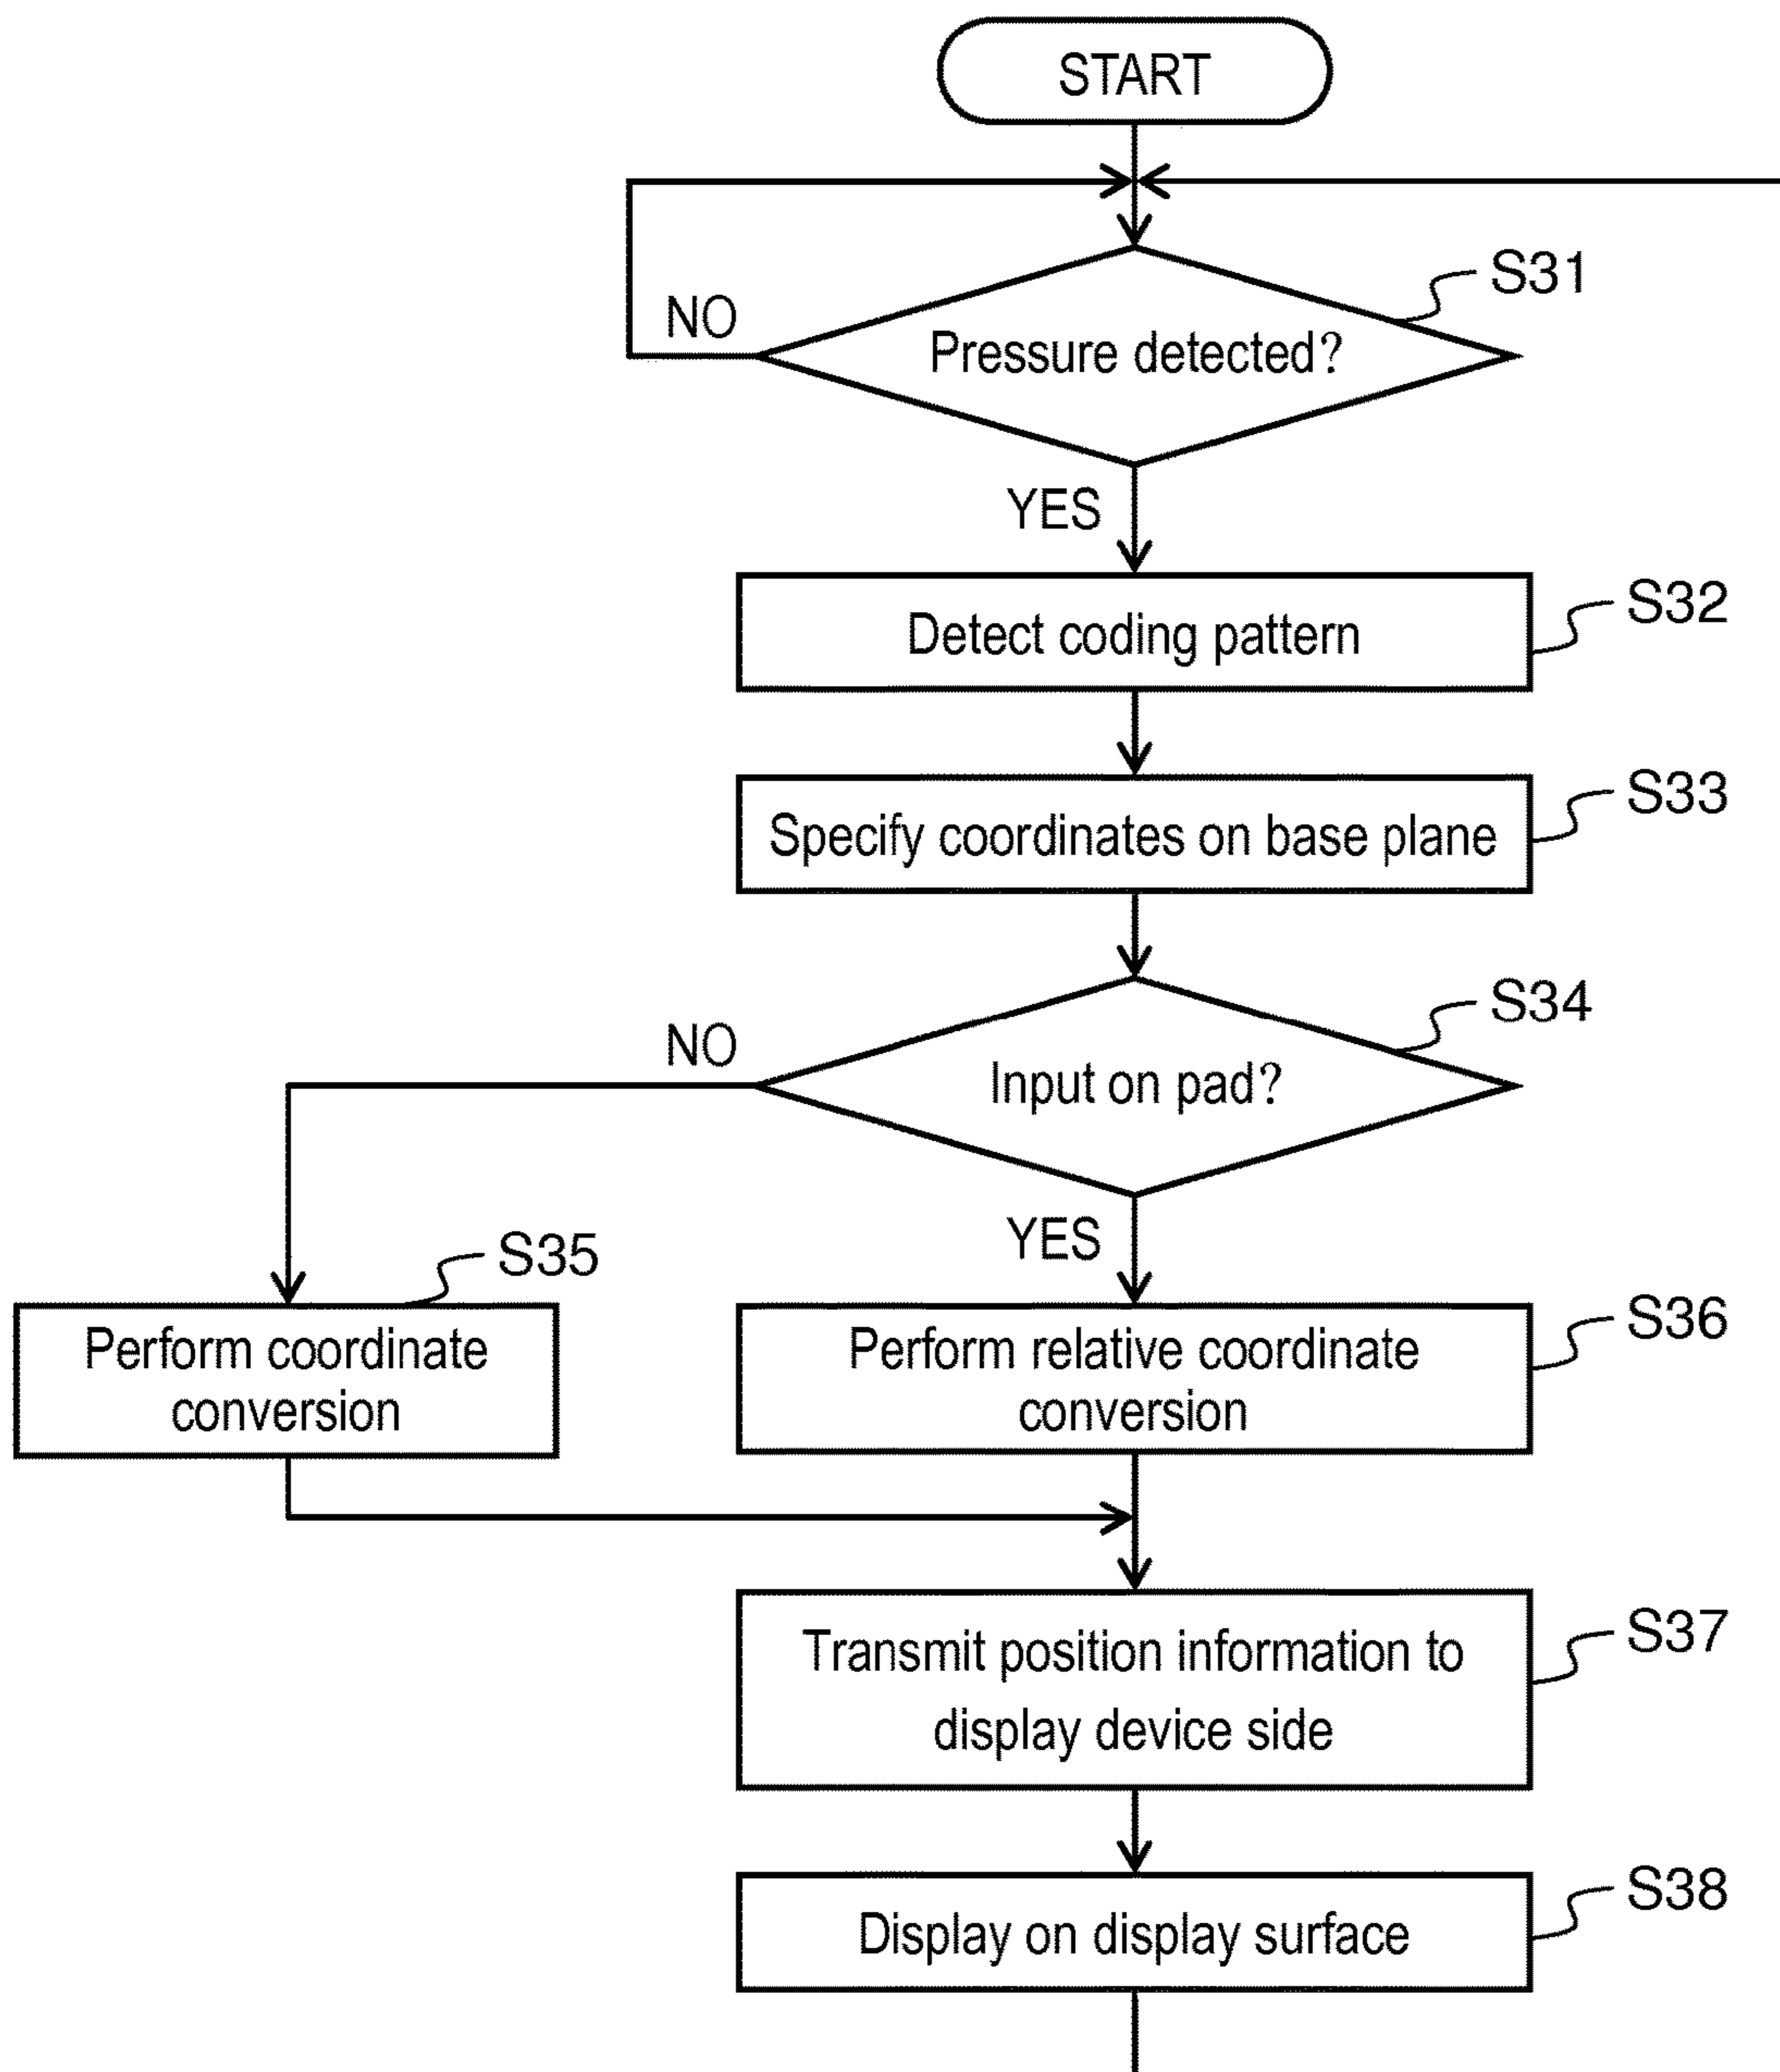 START
S31
NO
Pressure detected?
YES
S32
Detect coding pattern
S33
Specify coordinates on base plane
S34
NO
Input on pad?
YES
S35
Perform coordinate
conversion
S36
Perform relative coordinate
conversion
S37
Transmit position information to
display device side
S38
Display on display surface